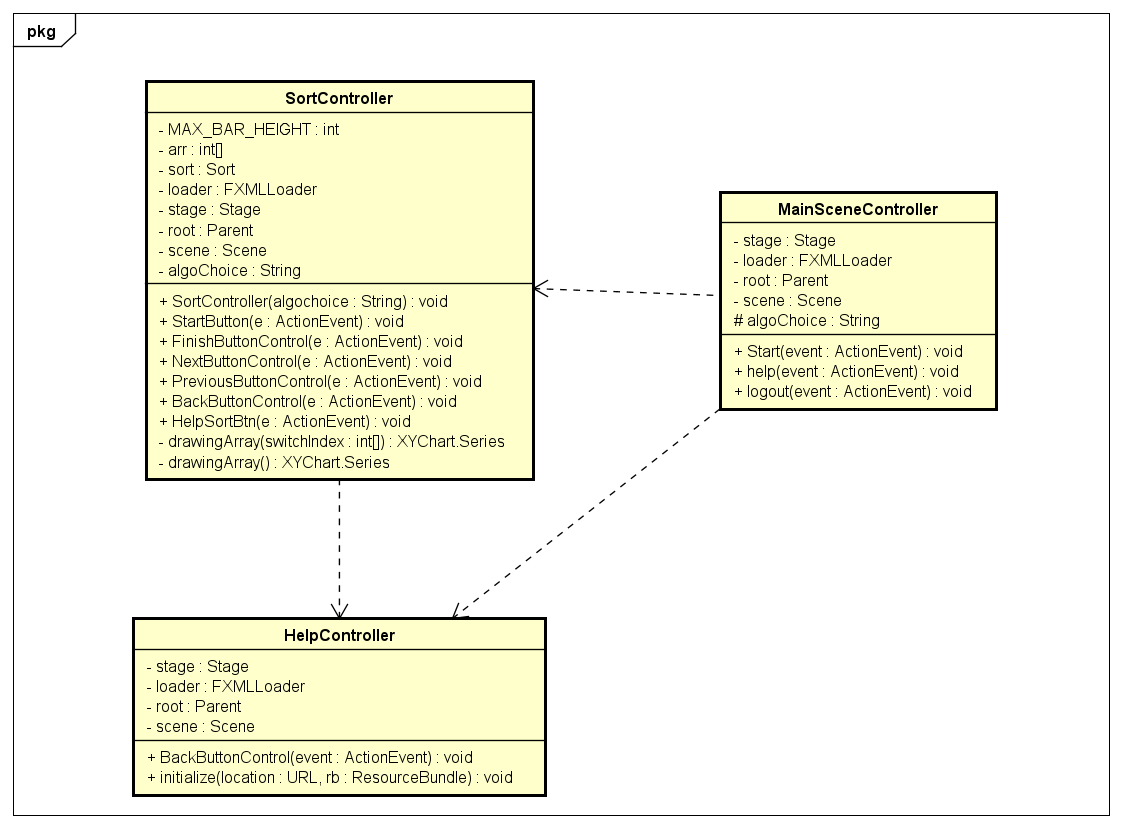 pkg
SortController
- MAX_BAR_HEIGHT : int
- arr : int[]
- sort : Sort
- loader : FXMLLoader
- stage : Stage
- root : Parent
- scene : Scene
- algoChoice : String
+ SortController(algochoice : String) : void
+ StartButton(e : ActionEvent) : void
+ FinishButtonControl(e : ActionEvent) : void
+ NextButtonControl(e : ActionEvent) : void
+ PreviousButtonControl(e : ActionEvent) : void
+ BackButtonControl(e : ActionEvent) : void
+ HelpSortBtn(e : ActionEvent) : void
- drawingArray(switchIndex : int[]) : XYChart.Series
- drawingArray() : XYChart.Series
MainSceneController
- stage : Stage
- loader : FXMLLoader
- root : Parent
- scene : Scene
# algoChoice : String
+ Start(event : ActionEvent) : void
+ help(event : ActionEvent) : void
+ logout(event : ActionEvent) : void
HelpController
- stage : Stage
- loader : FXMLLoader
- root : Parent
- scene : Scene
+ BackButtonControl(event : ActionEvent) : void
+ initialize(location : URL, rb : ResourceBundle) : void